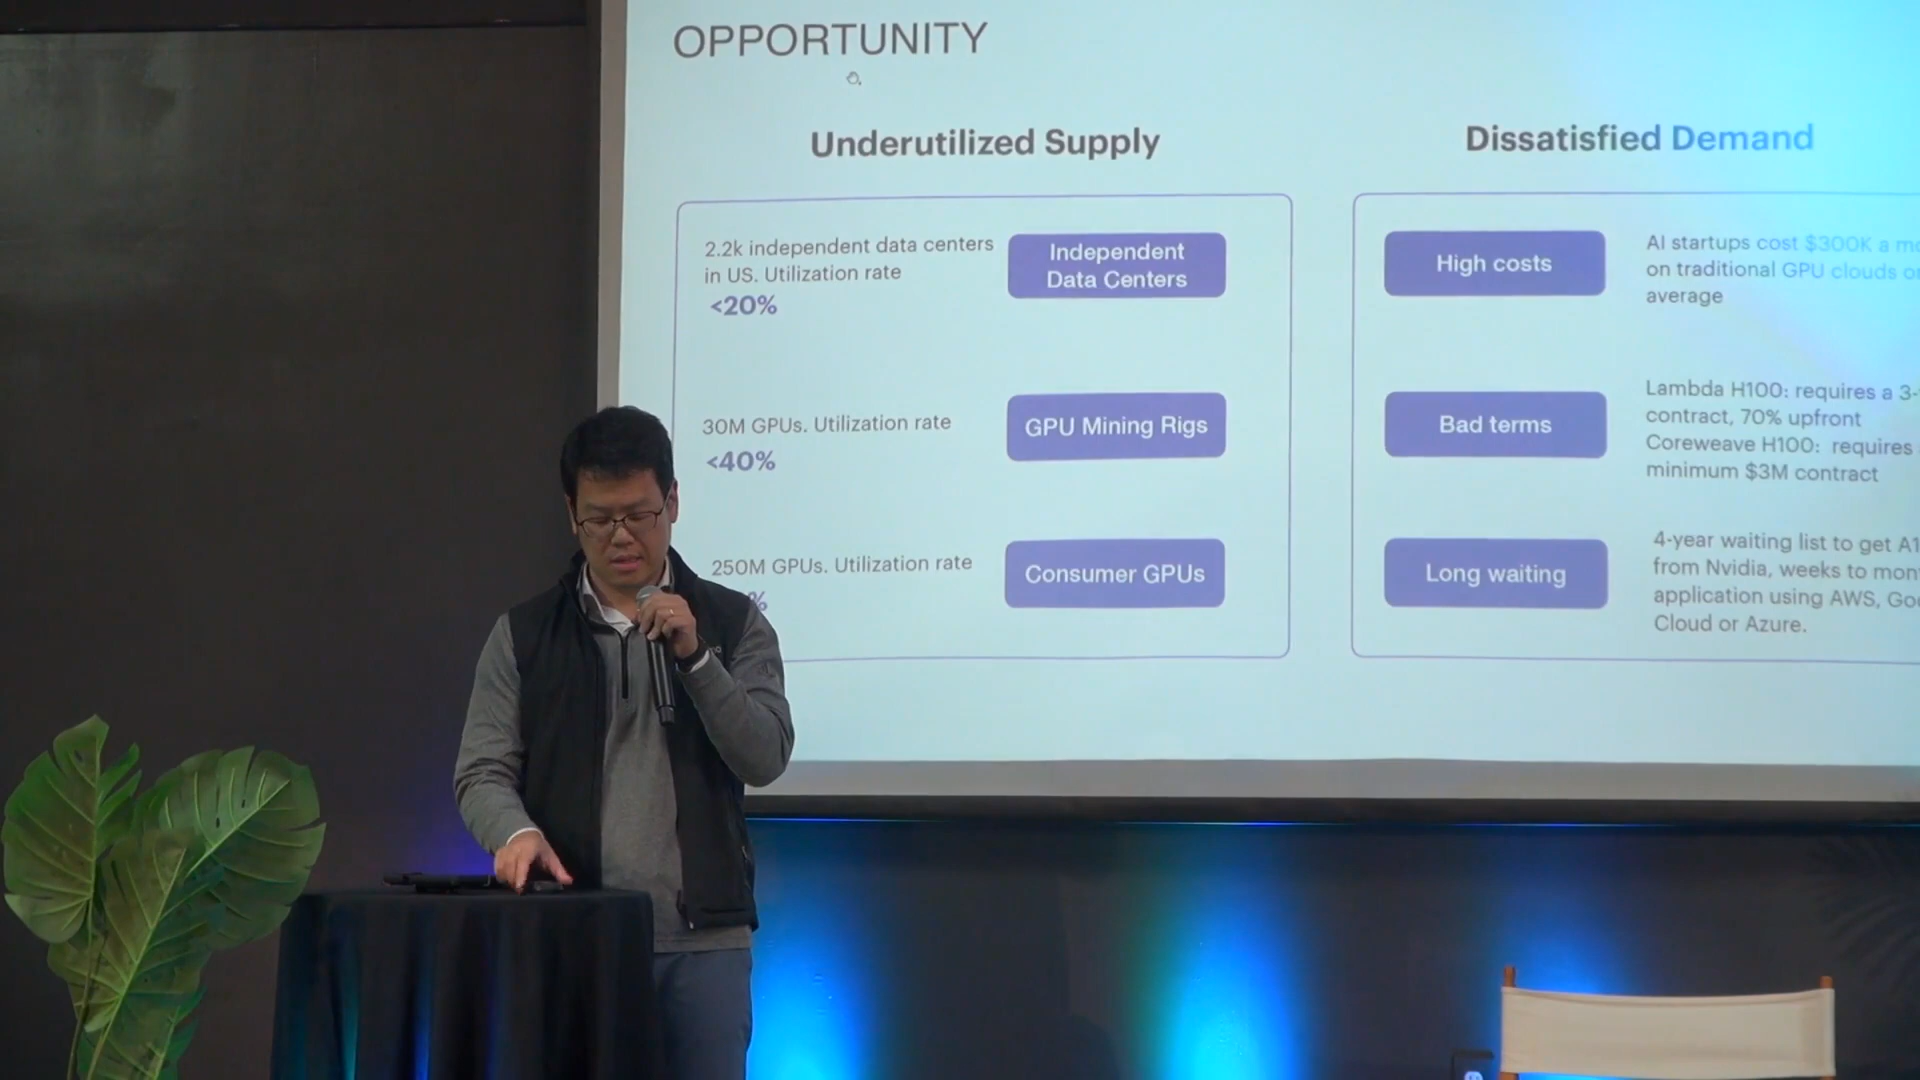 OPPORTUNITY
Underutilized Supply
2.2k independent data centers
in US. Utilization rate
<20%
Independent
Data Centers
30M GPUs. Utilization rate
<40%
GPU Mining Rigs
250M GPUs. Utilization rate
%
Consumer GPUs
Dissatisfied Demand
High costs
AI startups cost $300K a
on traditional GPU clouds
average
Bad terms
Lambda H100: requires a 3-
contract, 70% upfront
Coreweave H100: requires
minimum $3M contract
Long waiting
4-year waiting list to get
from Nvidia, weeks to
application using AWS,
Cloud or Azure.